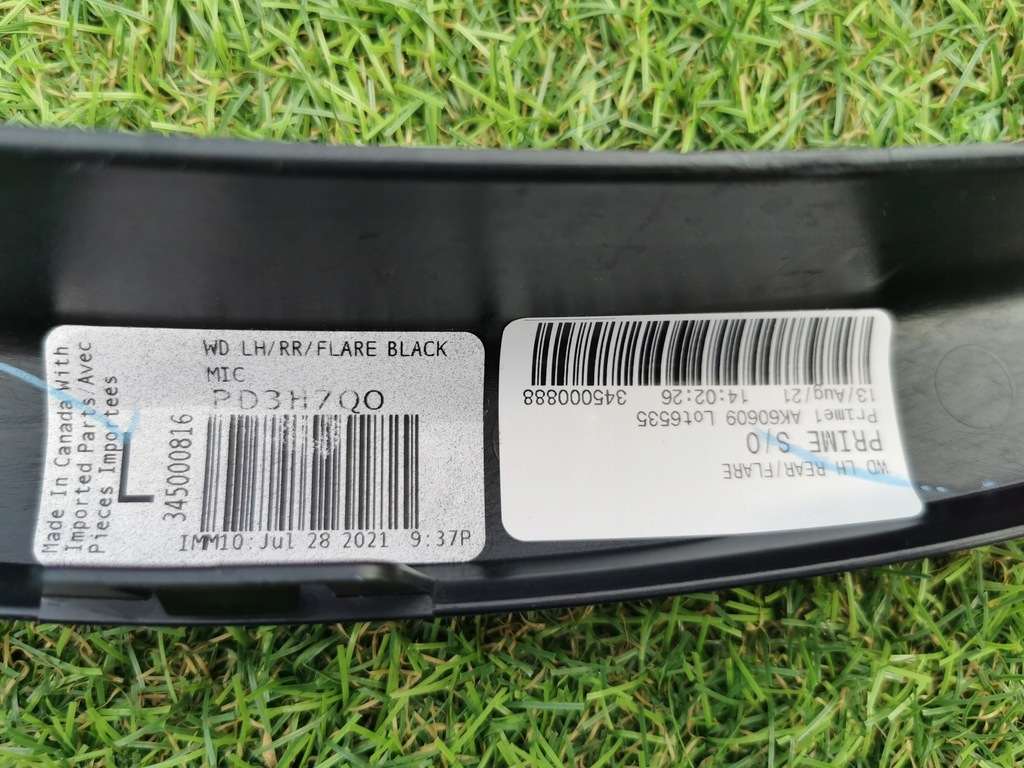 Made In Canada With
Imported Parts/Avec
Pieces Importees
L
WD LH/RR/FLARE BLACK
MIC
PD3H7QO
345000816
IMM10:Jul 28 2021 9:37P
WD LH REAR/FLARE
PRIME S/O
Prime1 AK60609 Lot6535
13/Aug/21 14:02:26 345000888